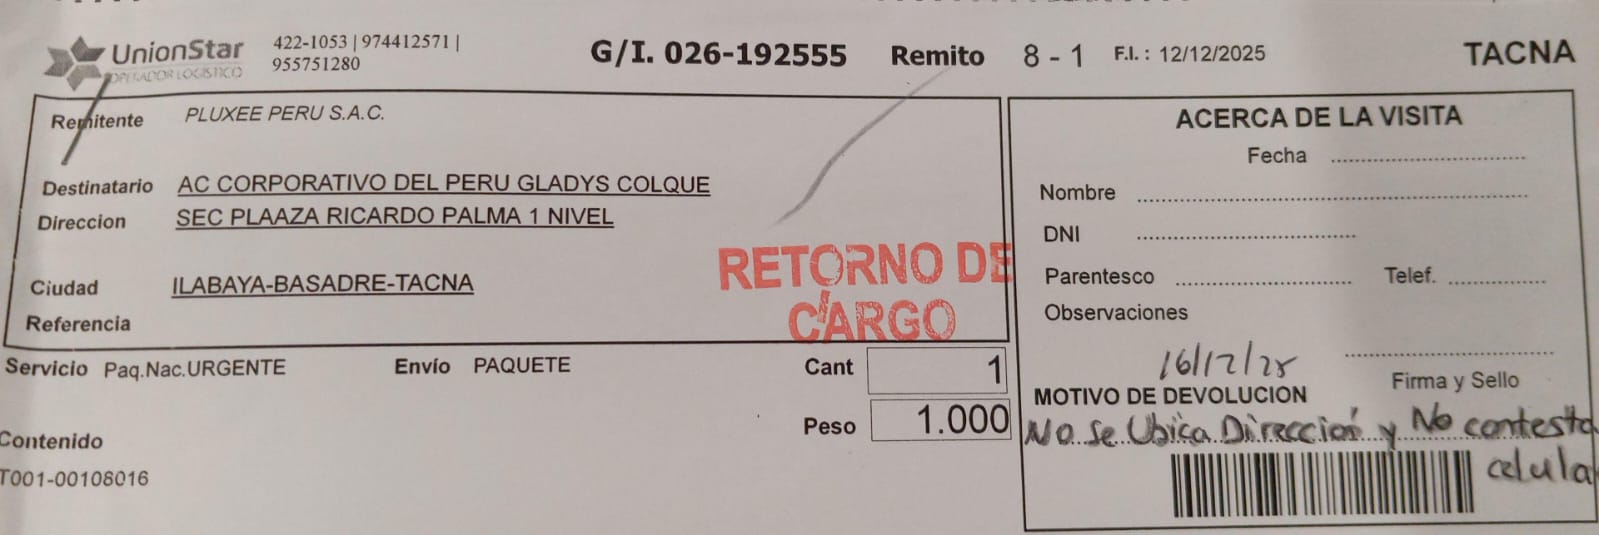 UnionStar
OPERADOR LOGISTICO
422-1053 | 974412571 |
955751280
G/I. 026-192555 Remito 8 - 1 F.I. : 12/12/2025 TACNA
Remitente PLUXEE PERU S.A.C.
Destinatario AC CORPORATIVO DEL PERU GLADYS COLQUE
Direccion SEC PLAAZA RICARDO PALMA 1 NIVEL
Ciudad ILABAYA-BASADRE-TACNA
Referencia
RETORNO DE
CARGO
Servicio Paq.Nac.URGENTE Envío PAQUETE Cant 1
Peso 1.000
Contenido
T001-00108016
ACERCA DE LA VISITA
Fecha
Nombre
DNI
Parentesco Telef.
Observaciones
16/12/25
Firma y Sello
MOTIVO DE DEVOLUCION
No se Ubica Dirección y No contesta
celula